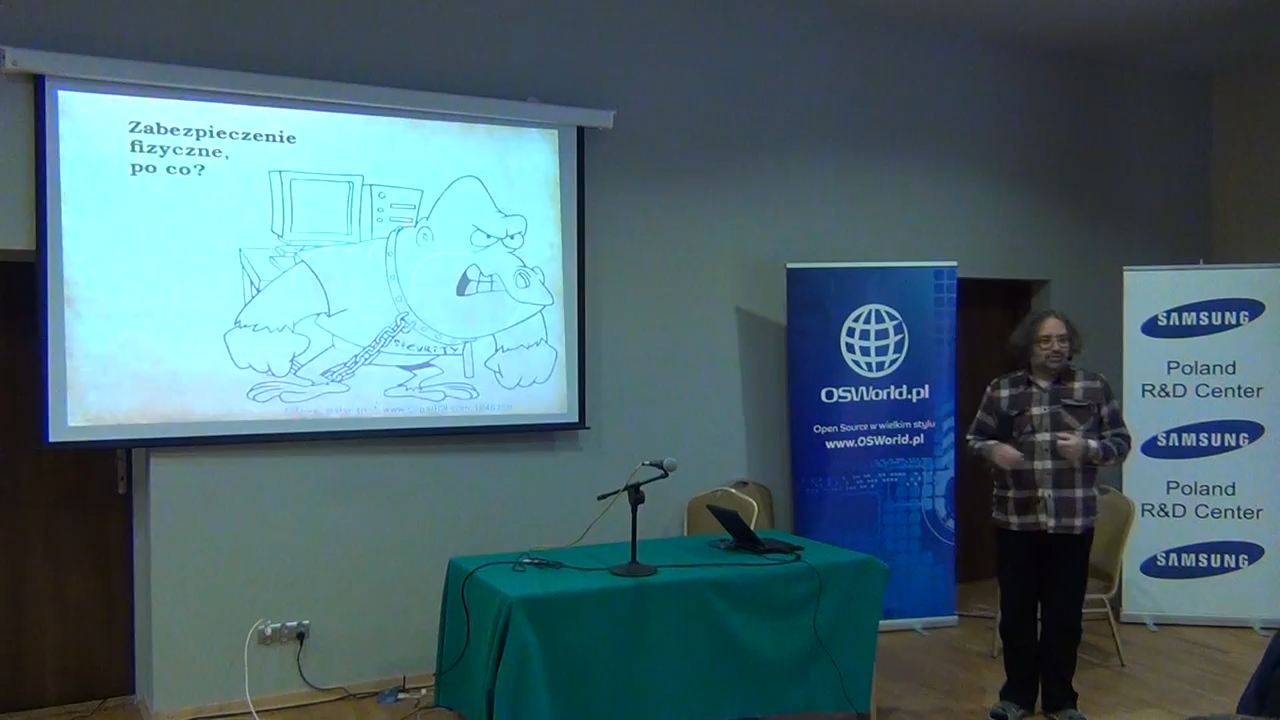 Zabezpieczenie
fizyczne,
po co?
SECURITY
OSWorld.pl
Open Source w wielkim stylu
www.OSWorld.pl
SAMSUNG
Poland
R&D Center
SAMSUNG
Poland
R&D Center
SAMSUNG